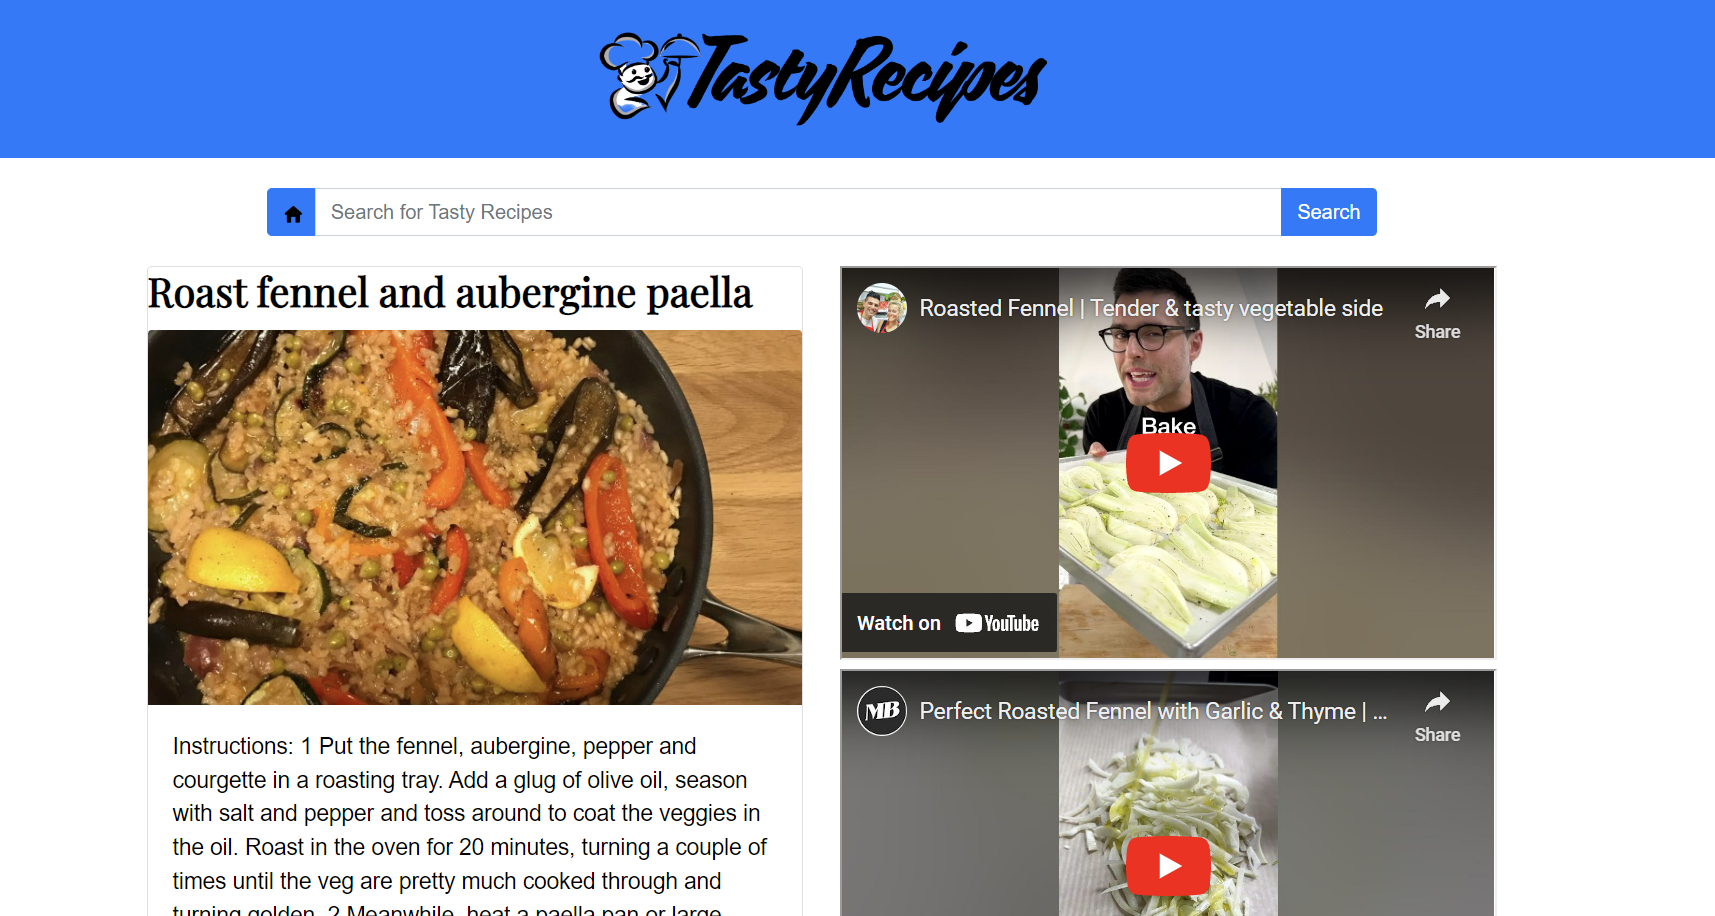 TastyRecipes
Search for Tasty Recipes
Search
Roast fennel and aubergine paella
Instructions: 1 Put the fennel, aubergine, pepper and
courgette in a roasting tray. Add a glug of olive oil, season
with salt and pepper and toss around to coat the veggies in
the oil. Roast in the oven for 20 minutes, turning a couple of
times until the veg are pretty much cooked through and
turning golden. 2 Meanwhile, heat a paella pan or large
Roasted Fennel | Tender & tasty vegetable side
Share
Bake
Watch on YouTube
MB
Perfect Roasted Fennel with Garlic & Thyme | ...
Share